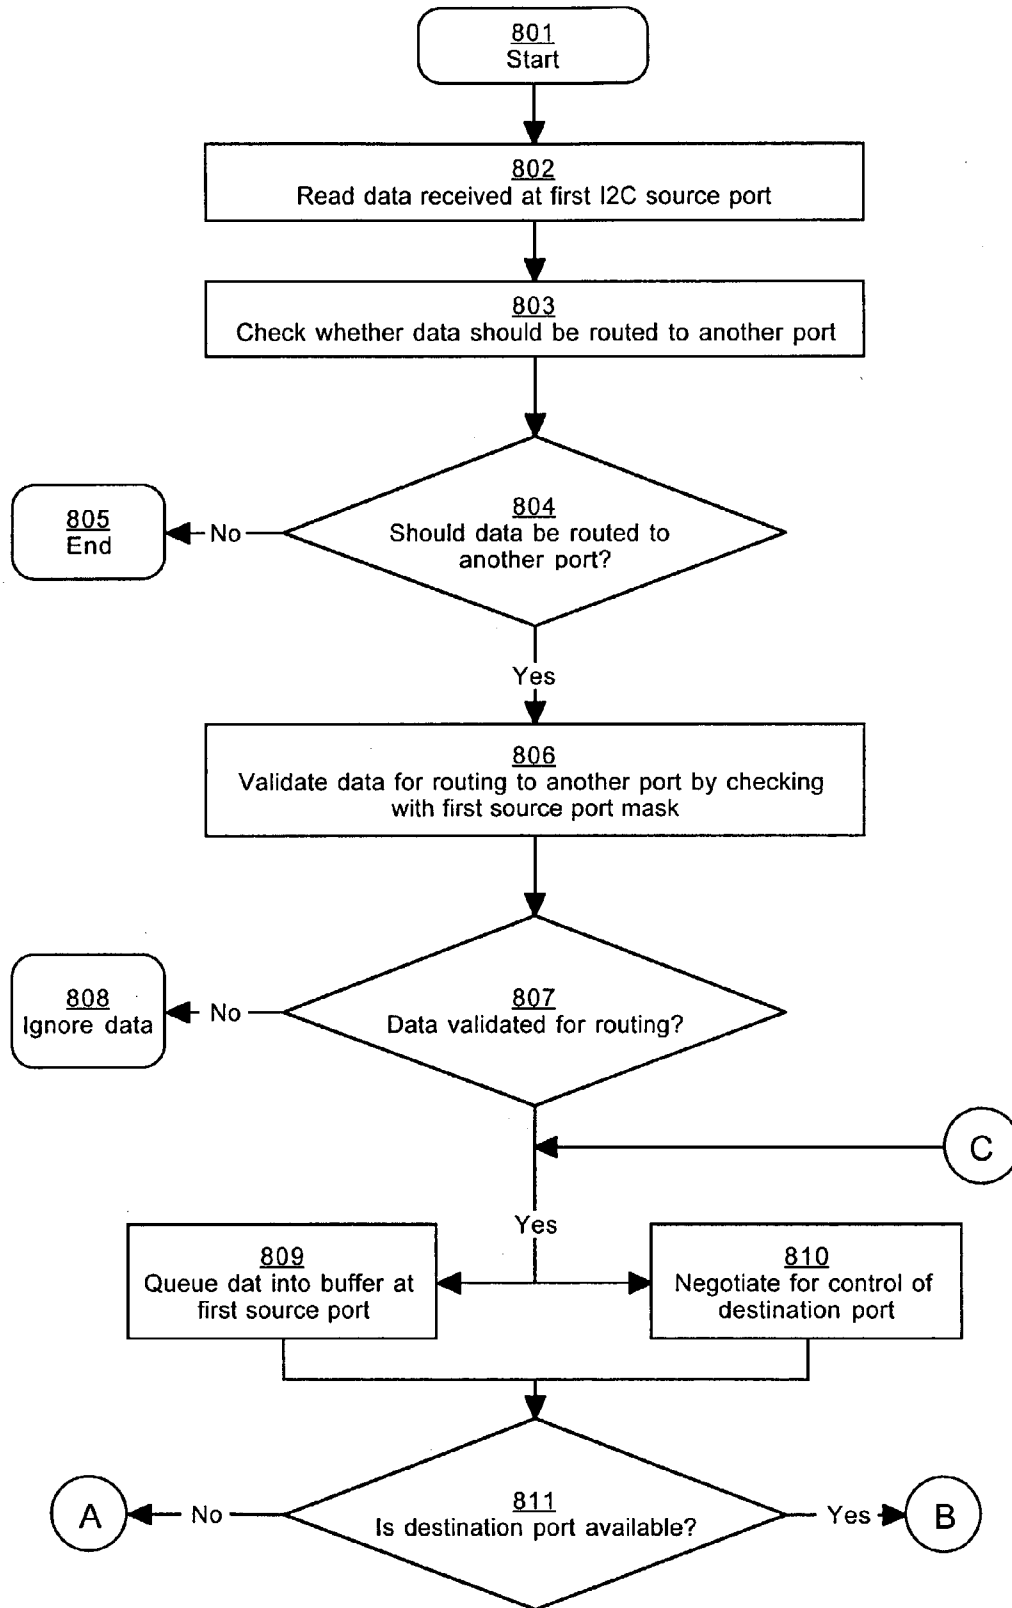 801
Start
802
Read data received at first I2C source port
803
Check whether data should be routed to another port
804
Should data be routed to
another port?
805
End
No
Yes
806
Validate data for routing to another port by checking
with first source port mask
807
Data validated for routing?
808
Ignore data
No
C
Yes
809
Queue dat into buffer at
first source port
810
Negotiate for control of
destination port
811
Is destination port available?
A
No
Yes
B